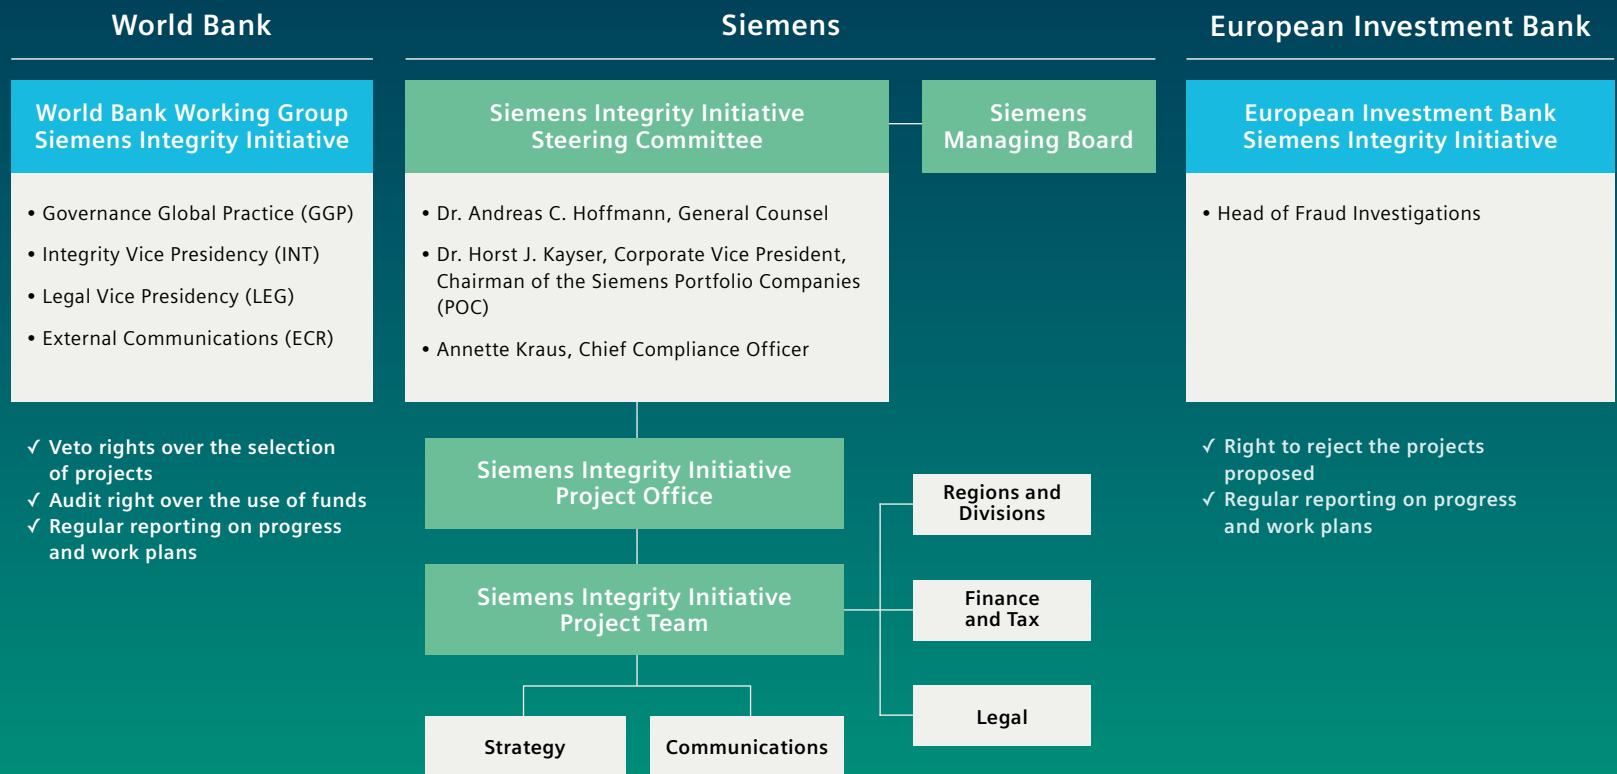 World Bank
World Bank Working Group
Siemens Integrity Initiative
• Governance Global Practice (GGP)
• Integrity Vice Presidency (INT)
• Legal Vice Presidency (LEG)
• External Communications (ECR)
✓ Veto rights over the selection
of projects
✓ Audit right over the use of funds
✓ Regular reporting on progress
and work plans
Siemens
Siemens Integrity Initiative
Steering Committee
Siemens
Managing Board
• Dr. Andreas C. Hoffmann, General Counsel
• Dr. Horst J. Kayser, Corporate Vice President,
Chairman of the Siemens Portfolio Companies
(POC)
• Annette Kraus, Chief Compliance Officer
Siemens Integrity Initiative
Project Office
Siemens Integrity Initiative
Project Team
Regions and
Divisions
Finance
and Tax
Legal
Strategy
Communications
European Investment Bank
European Investment Bank
Siemens Integrity Initiative
• Head of Fraud Investigations
✓ Right to reject the projects
proposed
✓ Regular reporting on progress
and work plans